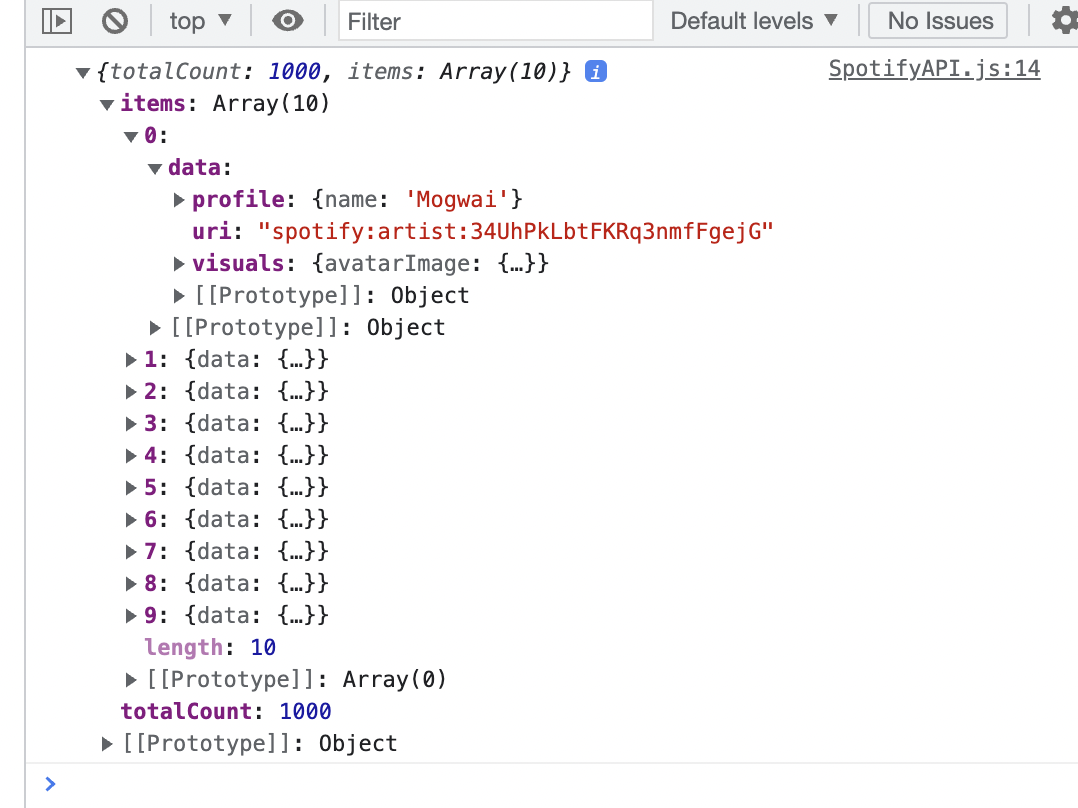 top ▼ Filter Default levels ▼ No Issues
▼{totalCount: 1000, items: Array(10)} i SpotifyAPI.js:14
▼items: Array(10)
▼0:
▼data:
▶profile: {name: 'Mogwai'}
uri: "spotify:artist:34UhPkLbtFKRq3nmfFgejG"
▶visuals: {avatarImage: {…}}
▶[[Prototype]]: Object
▶[[Prototype]]: Object
▶1: {data: {…}}
▶2: {data: {…}}
▶3: {data: {…}}
▶4: {data: {…}}
▶5: {data: {…}}
▶6: {data: {…}}
▶7: {data: {…}}
▶8: {data: {…}}
▶9: {data: {…}}
length: 10
▶[[Prototype]]: Array(0)
totalCount: 1000
▶[[Prototype]]: Object
>